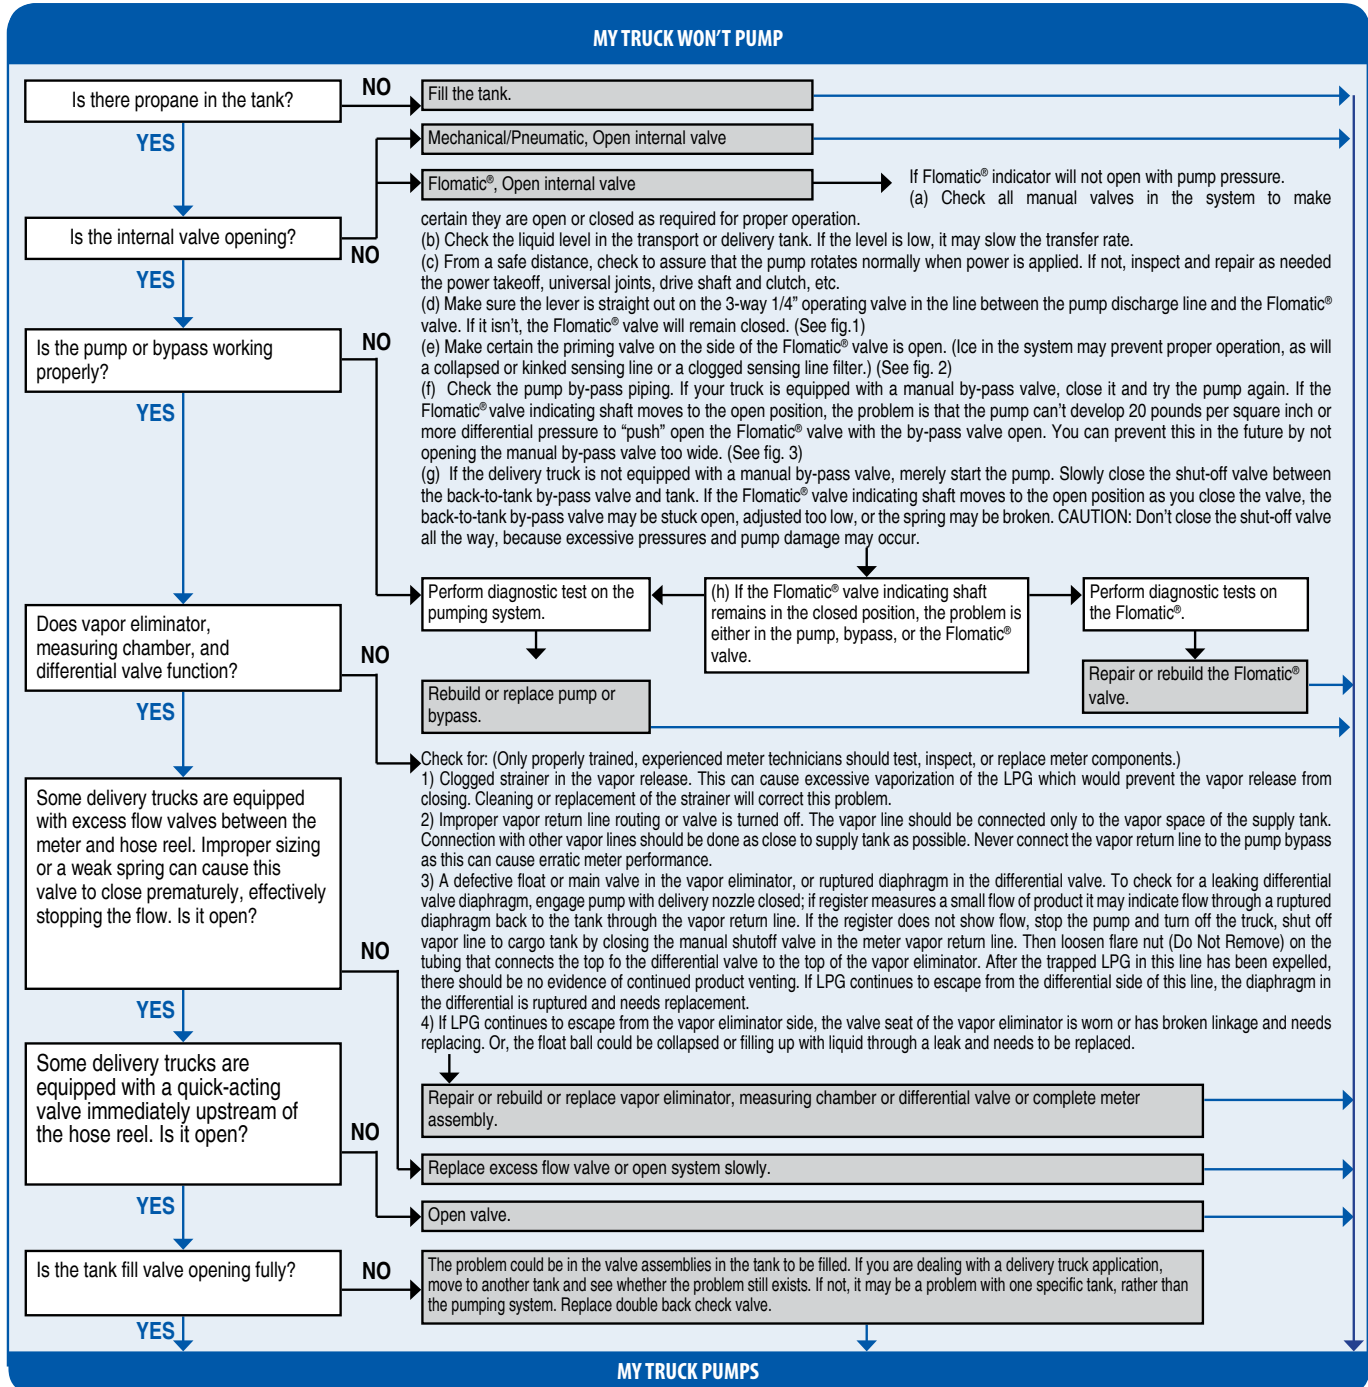 MY TRUCK WON'T PUMP
Is there propane in the tank?
NO
Fill the tank.
YES
Mechanical/Pneumatic, Open internal valve
Flomatic®, Open internal valve
If Flomatic® indicator will not open with pump pressure.
(a) Check all manual valves in the system to make
certain they are open or closed as required for proper operation.
Is the internal valve opening?
NO
(b) Check the liquid level in the transport or delivery tank. If the level is low, it may slow the transfer rate.
(c) From a safe distance, check to assure that the pump rotates normally when power is applied. If not, inspect and repair as needed
the power takeoff, universal joints, drive shaft and clutch, etc.
YES
(d) Make sure the lever is straight out on the 3-way 1/4” operating valve in the line between the pump discharge line and the Flomatic®
valve. If it isn't, the Flomatic® valve will remain closed. (See fig.1)
Is the pump or bypass working
properly?
NO
(e) Make certain the priming valve on the side of the Flomatic® valve is open. (Ice in the system may prevent proper operation, as will
a collapsed or kinked sensing line or a clogged sensing line filter.) (See fig. 2)
(f) Check the pump by-pass piping. If your truck is equipped with a manual by-pass valve, close it and try the pump again. If the
Flomatic® valve indicating shaft moves to the open position, the problem is that the pump can't develop 20 pounds per square inch or
more differential pressure to “push” open the Flomatic® valve with the by-pass valve open. You can prevent this in the future by not
opening the manual by-pass valve too wide. (See fig. 3)
YES
(g) If the delivery truck is not equipped with a manual by-pass valve, merely start the pump. Slowly close the shut-off valve between
the back-to-tank by-pass valve and tank. If the Flomatic® valve indicating shaft moves to the open position as you close the valve, the
back-to-tank by-pass valve may be stuck open, adjusted too low, or the spring may be broken. CAUTION: Don't close the shut-off valve
all the way, because excessive pressures and pump damage may occur.
Perform diagnostic test on the
pumping system.
(h) If the Flomatic® valve indicating shaft
remains in the closed position, the problem is
either in the pump, bypass, or the Flomatic®
valve.
Perform diagnostic tests on
the Flomatic®.
Does vapor eliminator,
measuring chamber, and
differential valve function?
NO
Rebuild or replace pump or
bypass.
Repair or rebuild the Flomatic®
valve.
YES
Check for: (Only properly trained, experienced meter technicians should test, inspect, or replace meter components.)
1) Clogged strainer in the vapor release. This can cause excessive vaporization of the LPG which would prevent the vapor release from
closing. Cleaning or replacement of the strainer will correct this problem.
2) Improper vapor return line routing or valve is turned off. The vapor line should be connected only to the vapor space of the supply tank.
Connection with other vapor lines should be done as close to supply tank as possible. Never connect the vapor return line to the pump bypass
as this can cause erratic meter performance.
3) A defective float or main valve in the vapor eliminator, or ruptured diaphragm in the differential valve. To check for a leaking differential
valve diaphragm, engage pump with delivery nozzle closed; if register measures a small flow of product it may indicate flow through a ruptured
diaphragm back to the tank through the vapor return line. If the register does not show flow, stop the pump and turn off the truck, shut off
vapor line to cargo tank by closing the manual shutoff valve in the meter vapor return line. Then loosen flare nut (Do Not Remove) on the
tubing that connects the top fo the differential valve to the top of the vapor eliminator. After the trapped LPG in this line has been expelled,
there should be no evidence of continued product venting. If LPG continues to escape from the differential side of this line, the diaphragm in
the differential is ruptured and needs replacement.
4) If LPG continues to escape from the vapor eliminator side, the valve seat of the vapor eliminator is worn or has broken linkage and needs
replacing. Or, the float ball could be collapsed or filling up with liquid through a leak and needs to be replaced.
Repair or rebuild or replace vapor eliminator, measuring chamber or differential valve or complete meter
assembly.
Some delivery trucks are equipped
with excess flow valves between the
meter and hose reel. Improper sizing
or a weak spring can cause this
valve to close prematurely, effectively
stopping the flow. Is it open?
NO
Replace excess flow valve or open system slowly.
YES
Some delivery trucks are
equipped with a quick-acting
valve immediately upstream of
the hose reel. Is it open?
NO
Open valve.
YES
Is the tank fill valve opening fully?
NO
The problem could be in the valve assemblies in the tank to be filled. If you are dealing with a delivery truck application,
move to another tank and see whether the problem still exists. If not, it may be a problem with one specific tank, rather than
the pumping system. Replace double back check valve.
YES
MY TRUCK PUMPS